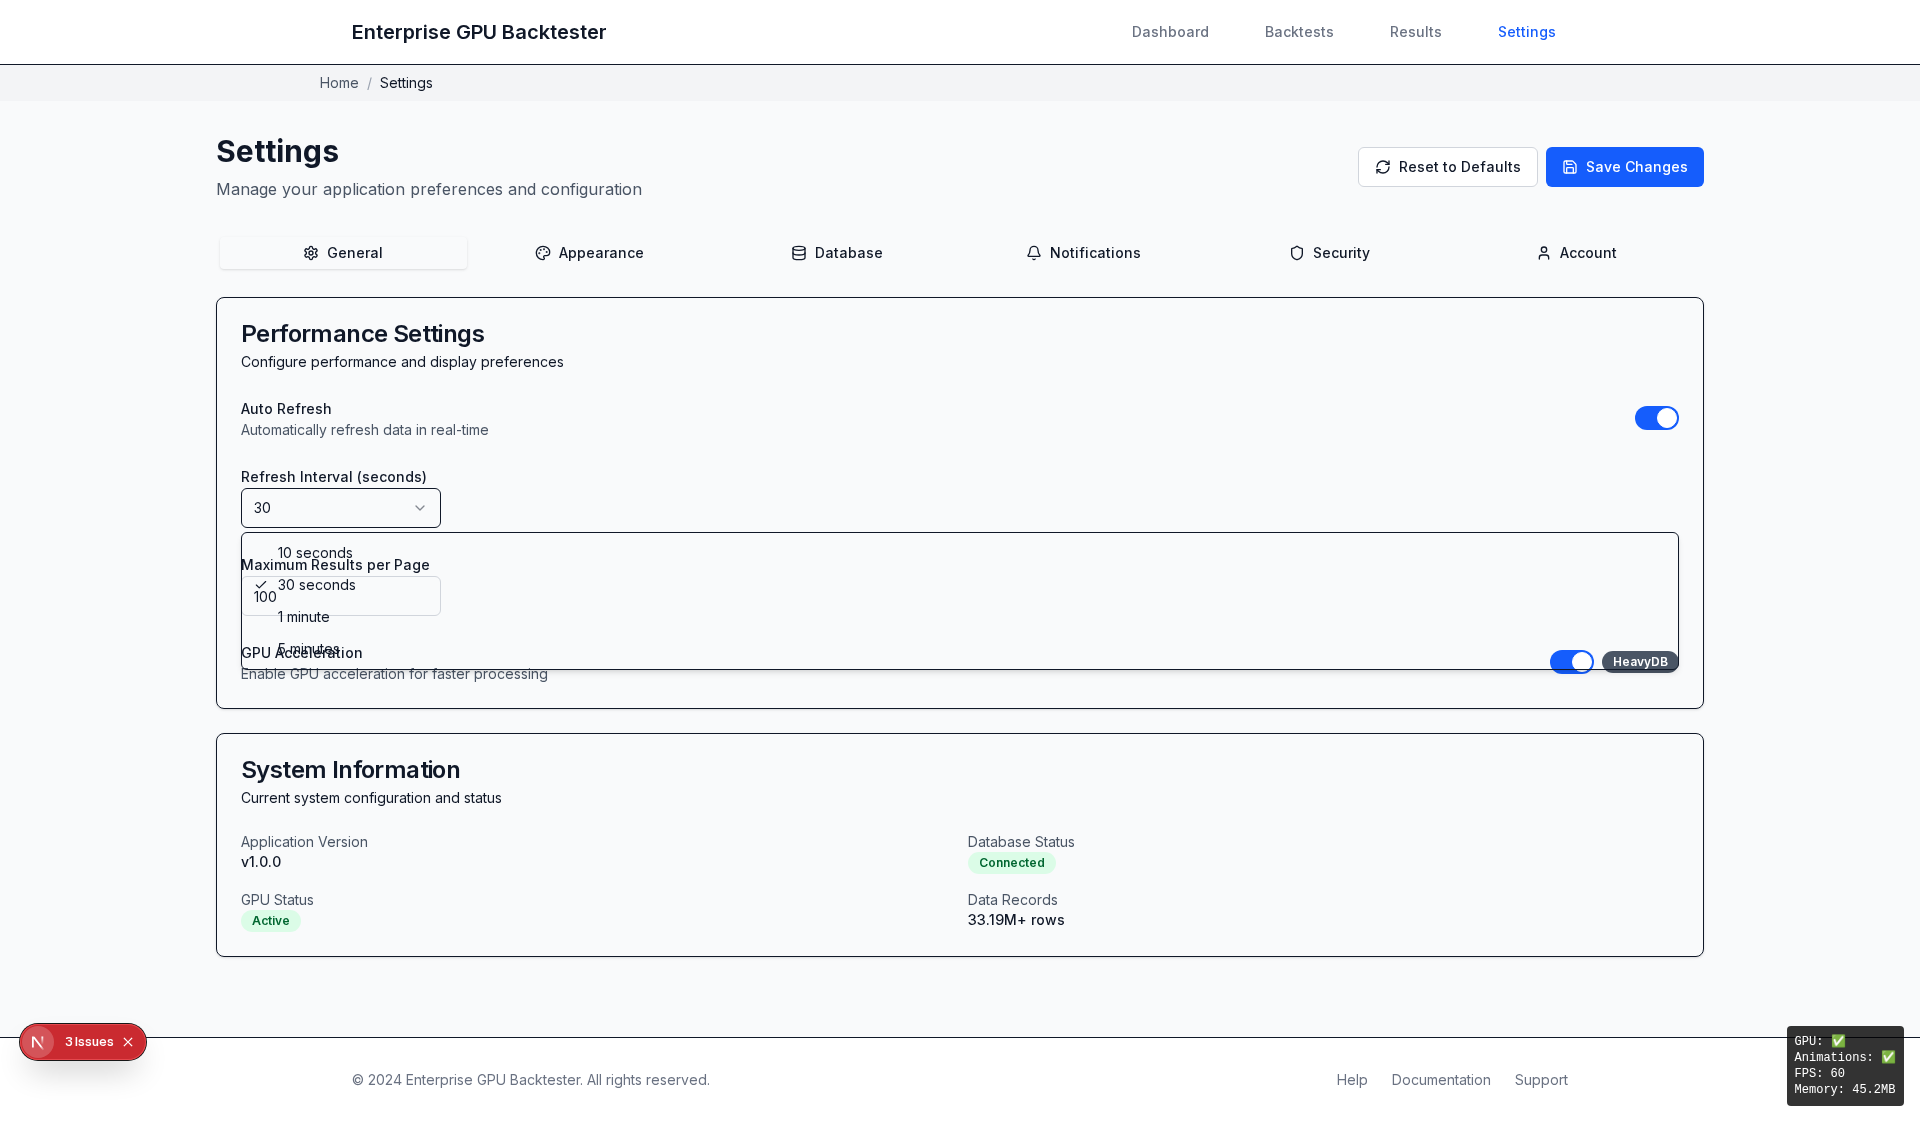 Enterprise GPU Backtester
Dashboard
Backtests
Results
Settings
Home / Settings
Settings
Manage your application preferences and configuration
Reset to Defaults
Save Changes
General
Appearance
Database
Notifications
Security
Account
Performance Settings
Configure performance and display preferences
Auto Refresh
Automatically refresh data in real-time
Refresh Interval (seconds)
30
10 seconds
Maximum Results per Page
30 seconds
100
1 minute
5 minutes
GPU Acceleration
Enable GPU acceleration for faster processing
HeavyDB
System Information
Current system configuration and status
Application Version
v1.0.0
Database Status
Connected
GPU Status
Active
Data Records
33.19M+ rows
N
3 Issues
© 2024 Enterprise GPU Backtester. All rights reserved.
Help
Documentation
Support
GPU: ✅
Animations: ✅
FPS: 60
Memory: 45.2MB